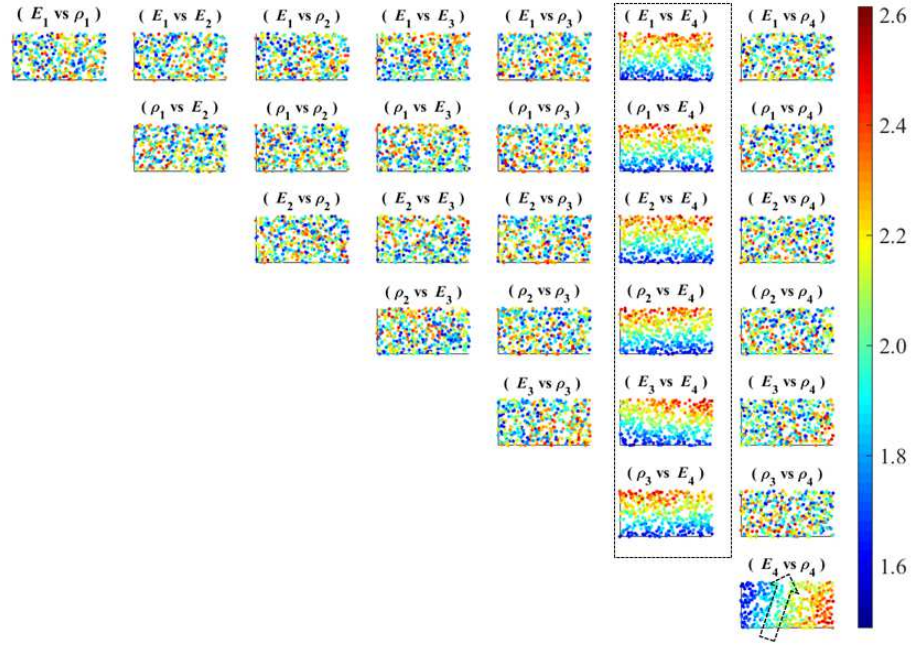 ( E1 vs ρ1 ) ( E1 vs E2 ) ( E1 vs ρ2 ) ( E1 vs E3 ) ( E1 vs ρ3 ) ( E1 vs E4 ) ( E1 vs ρ4 ) 2.6
( ρ1 vs E2 ) ( ρ1 vs ρ2 ) ( ρ1 vs E3 ) ( ρ1 vs ρ3 ) ( ρ1 vs E4 ) ( ρ1 vs ρ4 ) 2.4
( E2 vs ρ2 ) ( E2 vs E3 ) ( E2 vs ρ3 ) ( E2 vs E4 ) ( E2 vs ρ4 ) 2.2
( ρ2 vs E3 ) ( ρ2 vs ρ3 ) ( ρ2 vs E4 ) ( ρ2 vs ρ4 ) 2.0
( E3 vs ρ3 ) ( E3 vs E4 ) ( E3 vs ρ4 ) 1.8
( ρ3 vs E4 ) ( ρ3 vs ρ4 )
( E4 vs ρ4 ) 1.6